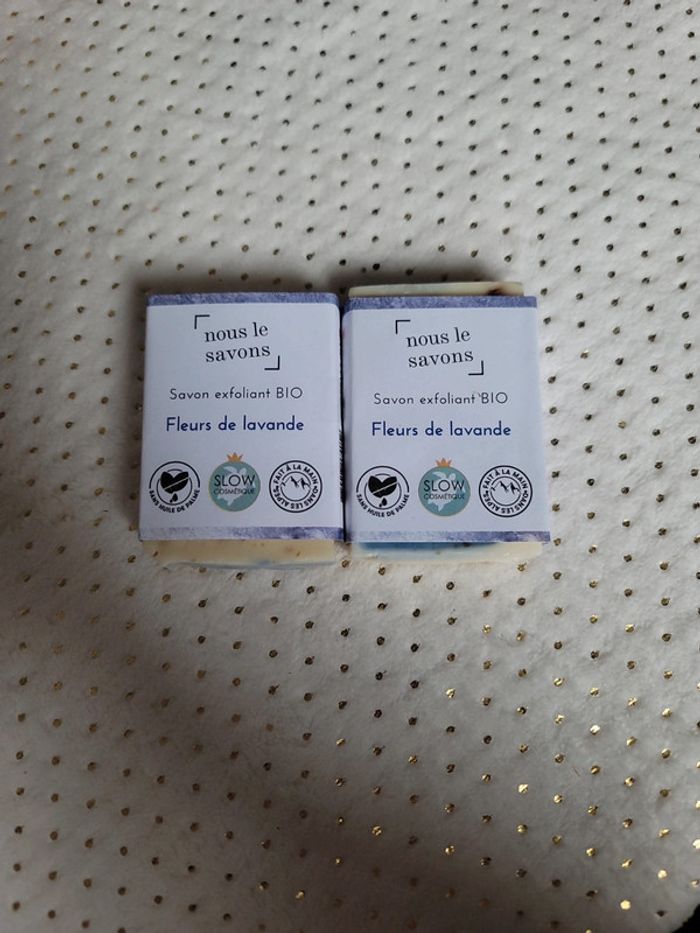 nous le
savons
Savon exfoliant BIO
Fleurs de lavande
SANS HUILE DE PALME
SLOW
COSMÉTIQUE
FAIT À LA MAIN
DANS LES ALPES
nous le
savons
Savon exfoliant BIO
Fleurs de lavande
SANS HUILE DE PALME
SLOW
COSMÉTIQUE
FAIT À LA MAIN
DANS LES ALPES